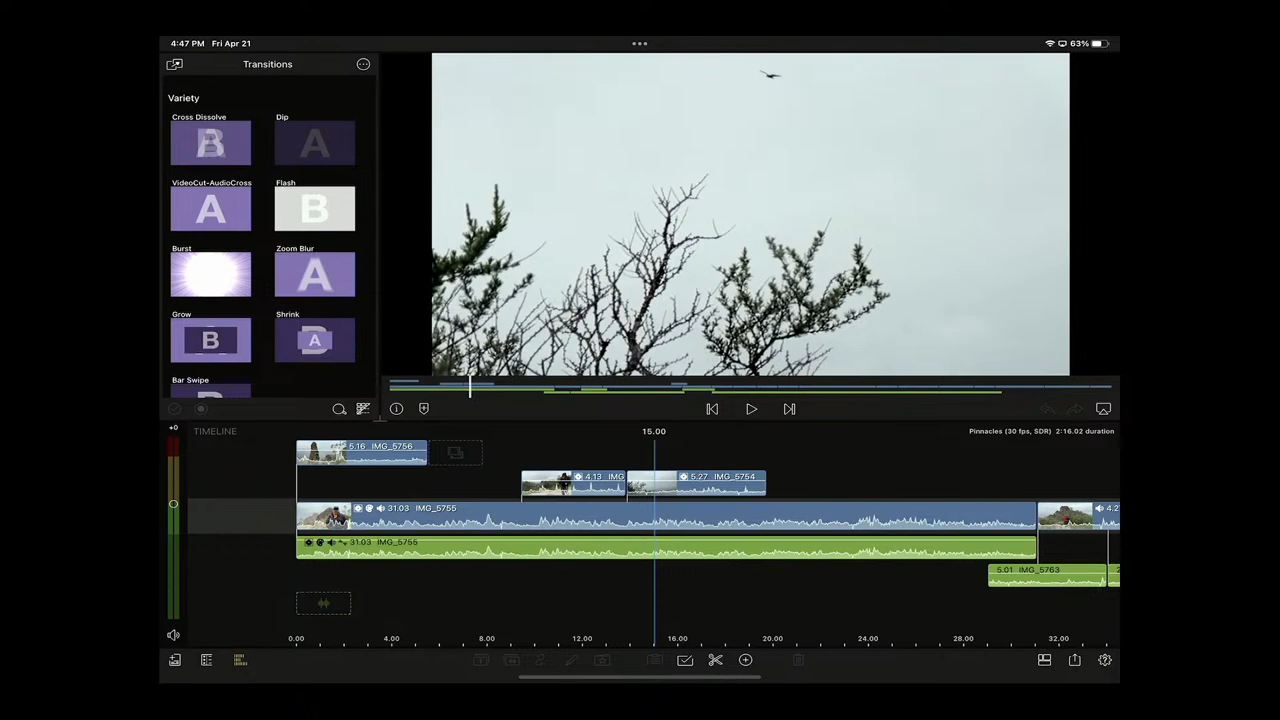 4:47 PM Fri Apr 21
63%
Transitions
Variety
Cross Dissolve
Dip
B
A
VideoCut-AudioCross
Flash
A
B
Burst
Zoom Blur
A
Grow
Shrink
B
A
Bar Swipe
+0
TIMELINE
15.00
Pinnacles (30 fps, SDR) 2:16.02 duration
5.16 IMG_5756
4.13 IMG
5.27 IMG_5754
31.03 IMG_5755
4.2
31.03 IMG_5755
5.01 IMG_5763
0.00
4.00
8.00
12.00
16.00
20.00
24.00
28.00
32.00